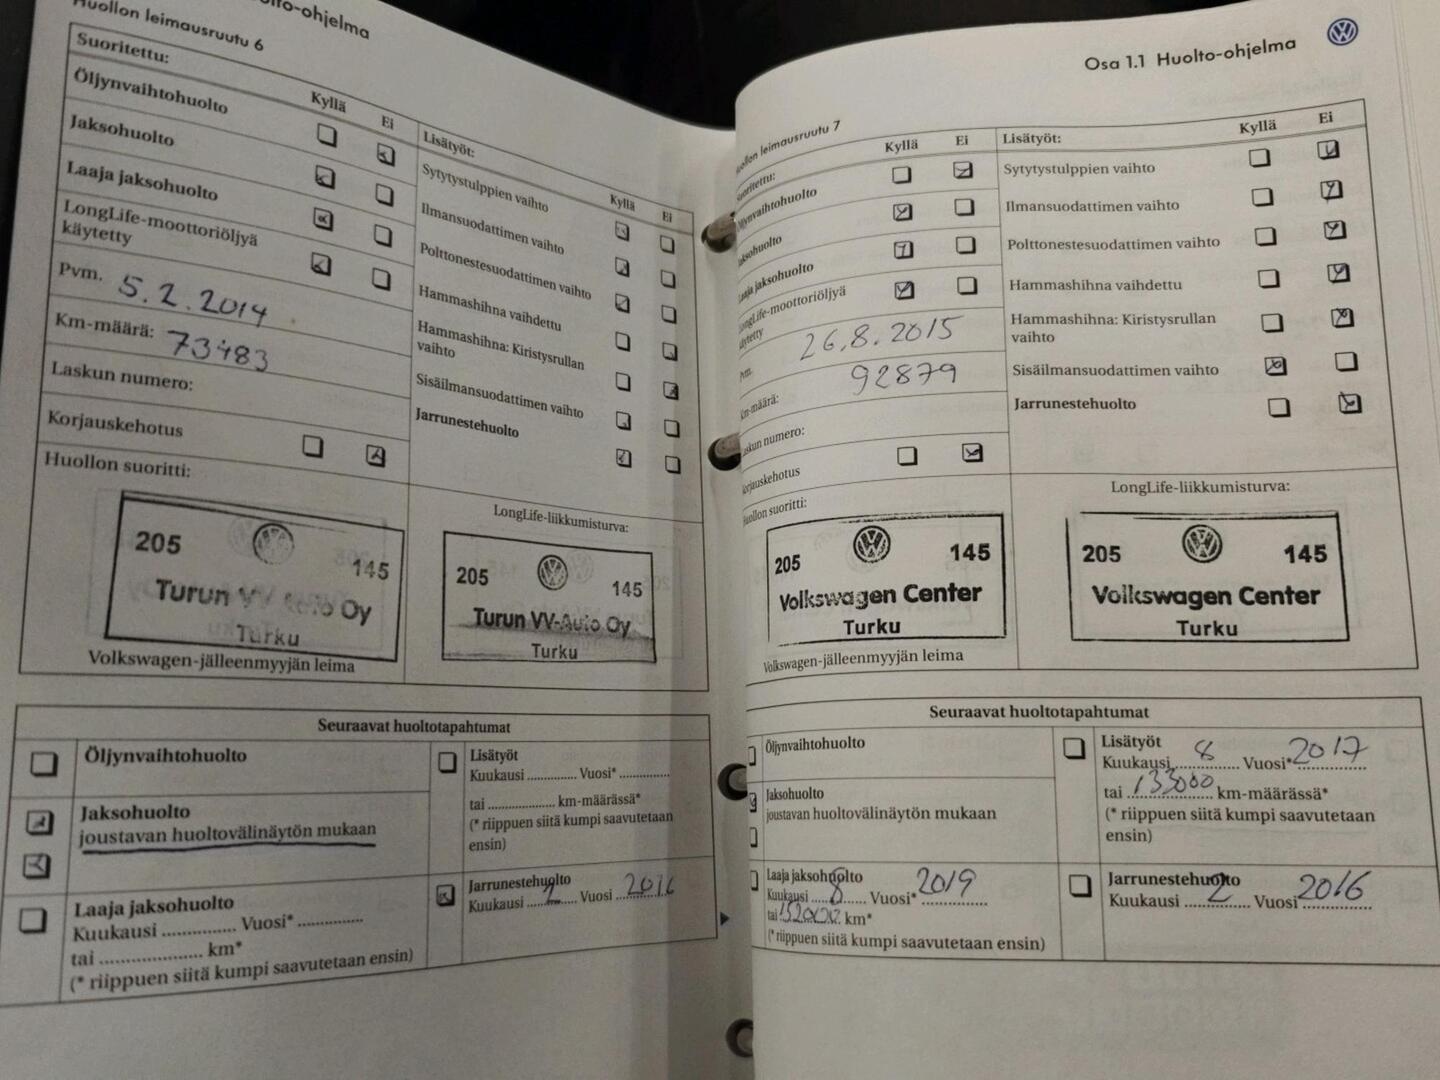 Huollon leimausruutu 6
Suoritettu:
Kyllä
Ei
Öljynvaihtohuolto
Jaksohuolto
Laaja jaksohuolto
LongLife-moottoriöljyä
käytetty
Pvm. 5.2.2014
Km-määrä: 73483
Laskun numero:
Korjauskehotus
Huollon suoritti:
205
145
Turun
Oy
Turku
Volkswagen-jälleenmyyjän leima
Lisätyöt:
Kyllä
Ei
Sytytystulppien vaihto
Ilmansuodattimen vaihto
Polttonestesuodattimen vaihto
Hammashihna vaihdettu
Hammashihna: Kiristysrullan
vaihto
Sisäilmansuodattimen vaihto
Jarrunestehuolto
LongLife-liikkumisturva:
205
145
Turun VV-Auto Oy
Turku
Seuraavat huoltotapahtumat
Öljynvaihtohuolto
Jaksohuolto
joustavan huoltovälinäytön mukaan
Laaja jaksohuolto
Kuukausi .............. Vuosi* ..............
tai .................... km*
(* riippuen siitä kumpi saavutetaan ensin)
Lisätyöt
Kuukausi ............. Vuosi* .............
tai .................. km-määrässä*
(* riippuen siitä kumpi saavutetaan
ensin)
Jarrunestehuolto
Kuukausi 2 Vuosi 2016
Osa 1.1 Huolto-ohjelma
leimausruutu 7
Suoritettu:
Kyllä
Ei
Öljynvaihtohuolto
Jaksohuolto
Laaja jaksohuolto
LongLife-moottoriöljyä
käytetty
Pvm. 26.8.2015
Km-määrä: 92879
Laskun numero:
Korjauskehotus
Huollon suoritti:
205
145
Volkswagen Center
Turku
Volkswagen-jälleenmyyjän leima
Lisätyöt:
Kyllä
Ei
Sytytystulppien vaihto
Ilmansuodattimen vaihto
Polttonestesuodattimen vaihto
Hammashihna vaihdettu
Hammashihna: Kiristysrullan
vaihto
Sisäilmansuodattimen vaihto
Jarrunestehuolto
LongLife-liikkumisturva:
205
145
Volkswagen Center
Turku
Seuraavat huoltotapahtumat
Öljynvaihtohuolto
Jaksohuolto
joustavan huoltovälinäytön mukaan
Laaja jaksohuolto
Kuukausi 8 Vuosi* 2019
tai km*
(* riippuen siitä kumpi saavutetaan ensin)
Lisätyöt
Kuukausi 8 Vuosi* 2017
tai 133000 km-määrässä*
(* riippuen siitä kumpi saavutetaan
ensin)
Jarrunestehuolto
Kuukausi 2 Vuosi 2016